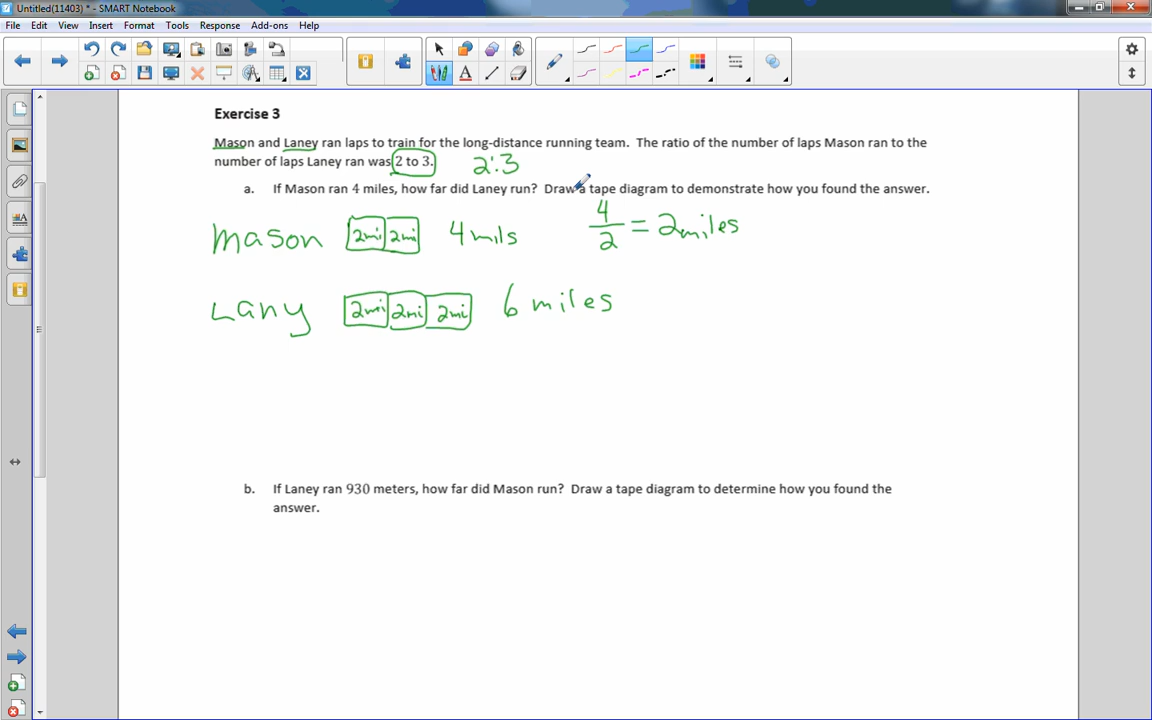 Untitled(11403) * - SMART Notebook
File Edit View Insert Format Tools Response Add-ons Help
Exercise 3
Mason and Laney ran laps to train for the long-distance running team. The ratio of the number of laps Mason ran to the
number of laps Laney ran was 2 to 3. 2:3
a. If Mason ran 4 miles, how far did Laney run? Draw a tape diagram to demonstrate how you found the answer.
Mason 2mi 2mi 4 mils 4/2 = 2 miles
Lany 2mi 2mi 2mi 6 miles
b. If Laney ran 930 meters, how far did Mason run? Draw a tape diagram to determine how you found the
answer.